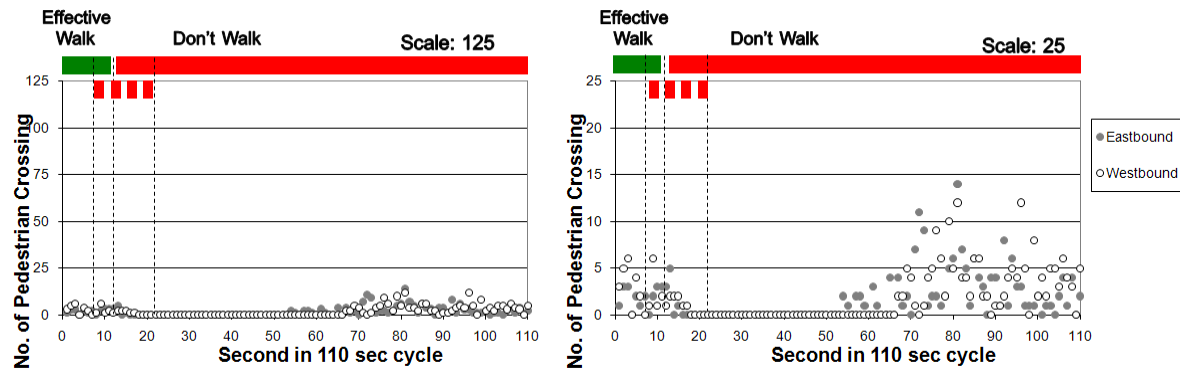 Effective
Walk
Don't Walk
Scale: 125
125
100
75
50
25
0
No. of Pedestrian Crossing
0 10 20 30 40 50 60 70 80 90 100 110
Second in 110 sec cycle
Effective
Walk
Don't Walk
Scale: 25
25
20
15
10
5
0
No. of Pedestrian Crossing
0 10 20 30 40 50 60 70 80 90 100 110
Second in 110 sec cycle
Eastbound
Westbound